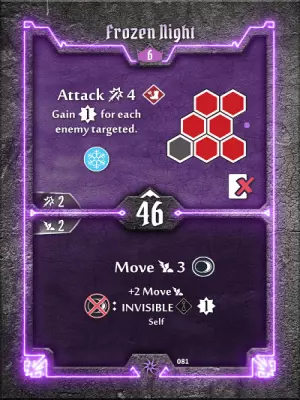 Frozen Night
6
Attack 4
Gain 1 for each
enemy targeted.
2
46
2
Move 3
+2 Move
: INVISIBLE 1
Self
081